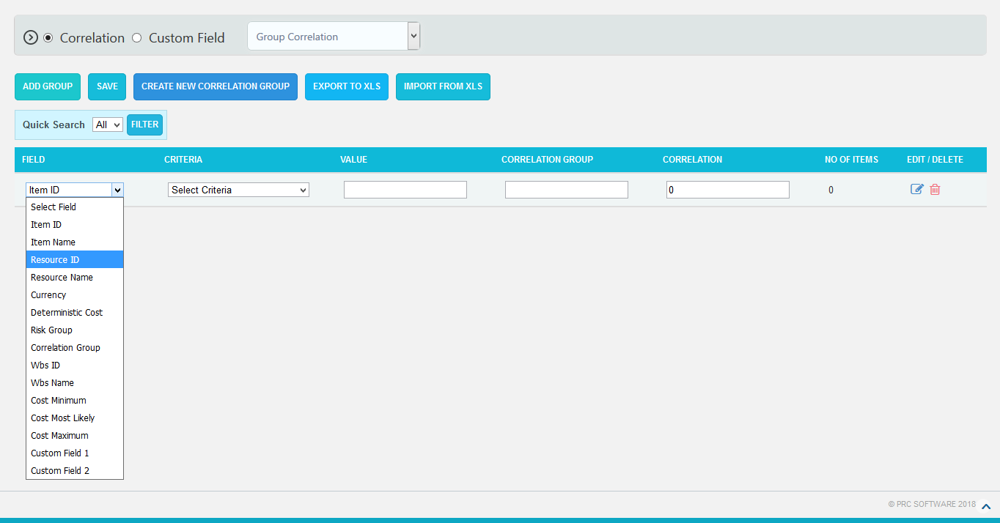 Correlation Custom Field Group Correlation
ADD GROUP SAVE CREATE NEW CORRELATION GROUP EXPORT TO XLS IMPORT FROM XLS
Quick Search All FILTER
FIELD CRITERIA VALUE CORRELATION GROUP CORRELATION NO OF ITEMS EDIT / DELETE
Item ID Select Criteria 0 0
Select Field
Item ID
Item Name
Resource ID
Resource Name
Currency
Deterministic Cost
Risk Group
Correlation Group
Wbs ID
Wbs Name
Cost Minimum
Cost Most Likely
Cost Maximum
Custom Field 1
Custom Field 2
© PRC SOFTWARE 2018